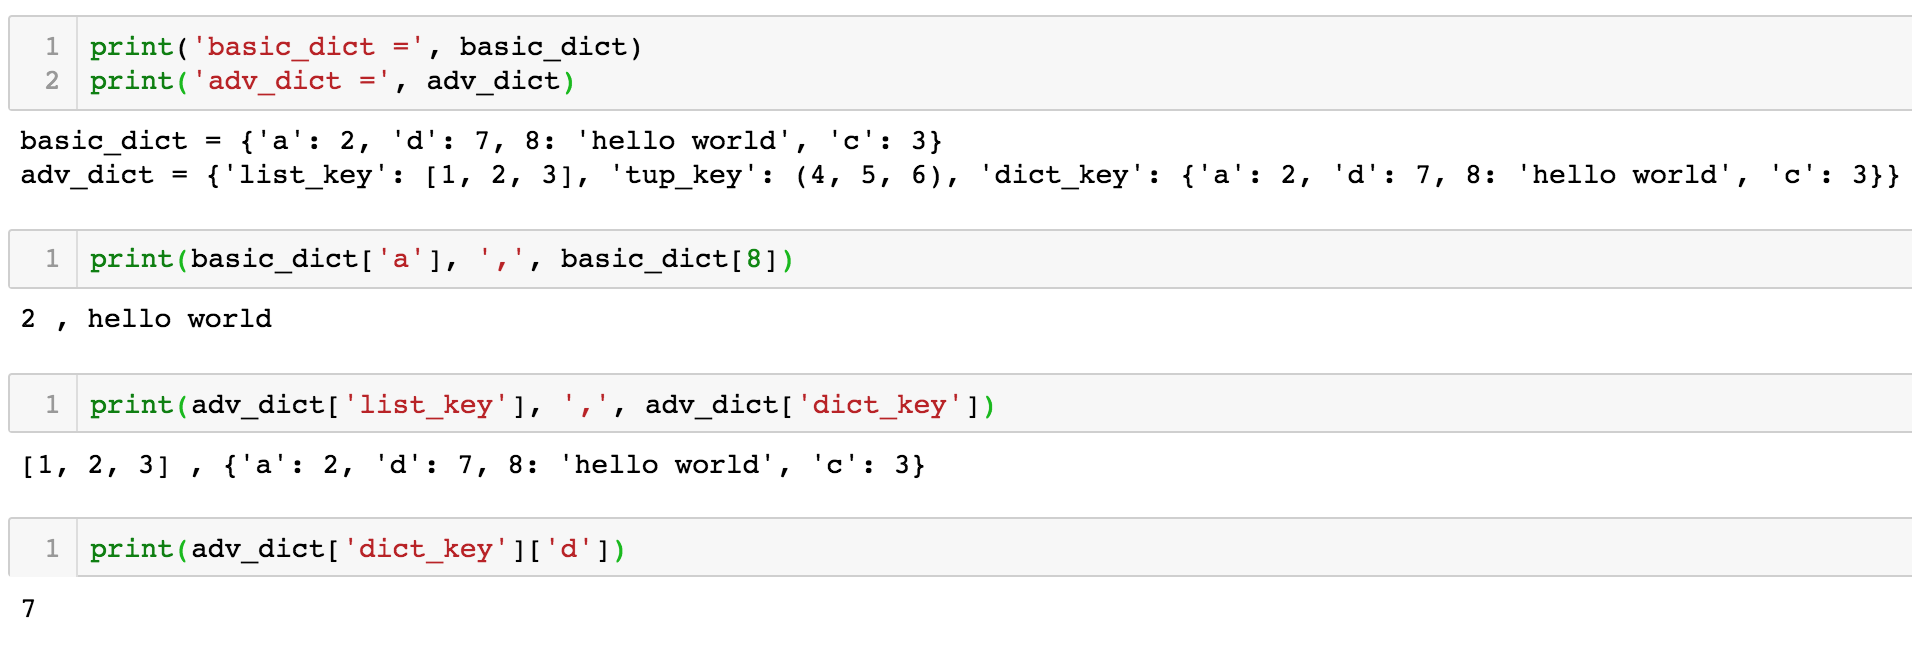 1 print('basic_dict =', basic_dict)
2 print('adv_dict =', adv_dict)
basic_dict = {'a': 2, 'd': 7, 8: 'hello world', 'c': 3}
adv_dict = {'list_key': [1, 2, 3], 'tup_key': (4, 5, 6), 'dict_key': {'a': 2, 'd': 7, 8: 'hello world', 'c': 3}}
1 print(basic_dict['a'], ',', basic_dict[8])
2 , hello world
1 print(adv_dict['list_key'], ',', adv_dict['dict_key'])
[1, 2, 3] , {'a': 2, 'd': 7, 8: 'hello world', 'c': 3}
1 print(adv_dict['dict_key']['d'])
7